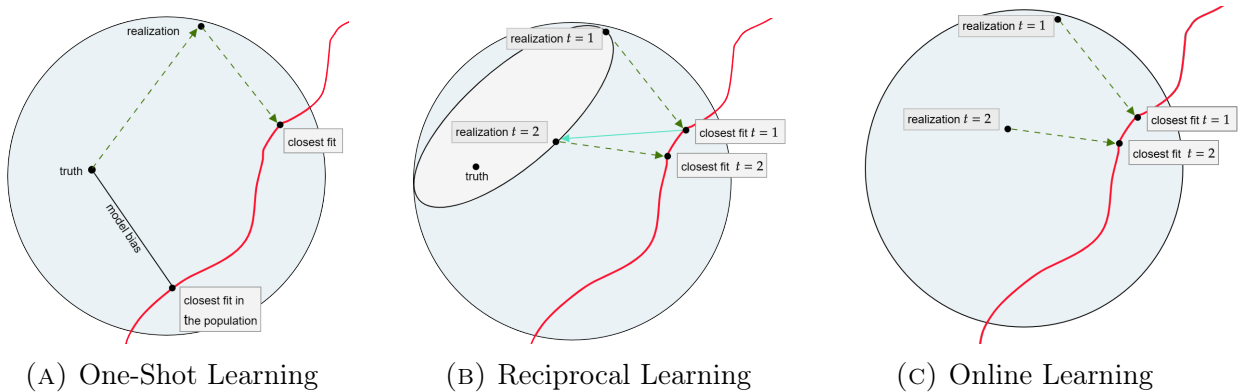 realization
closest fit
truth
model bias
closest fit in
the population
(A) One-Shot Learning
realization t = 1
realization t = 2
closest fit t = 1
closest fit t = 2
truth
(B) Reciprocal Learning
realization t = 1
realization t = 2
closest fit t = 1
closest fit t = 2
(C) Online Learning